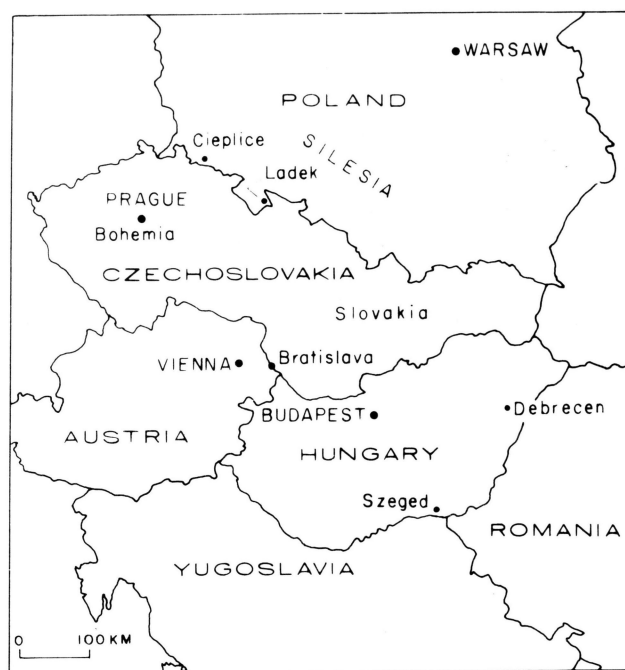 WARSAW
POLAND
Cieplice
SILESIA
Ladek
PRAGUE
Bohemia
CZECHOSLOVAKIA
Slovakia
VIENNA
Bratislava
BUDAPEST
Debrecen
AUSTRIA
HUNGARY
Szeged
ROMANIA
YUGOSLAVIA
0 100 KM